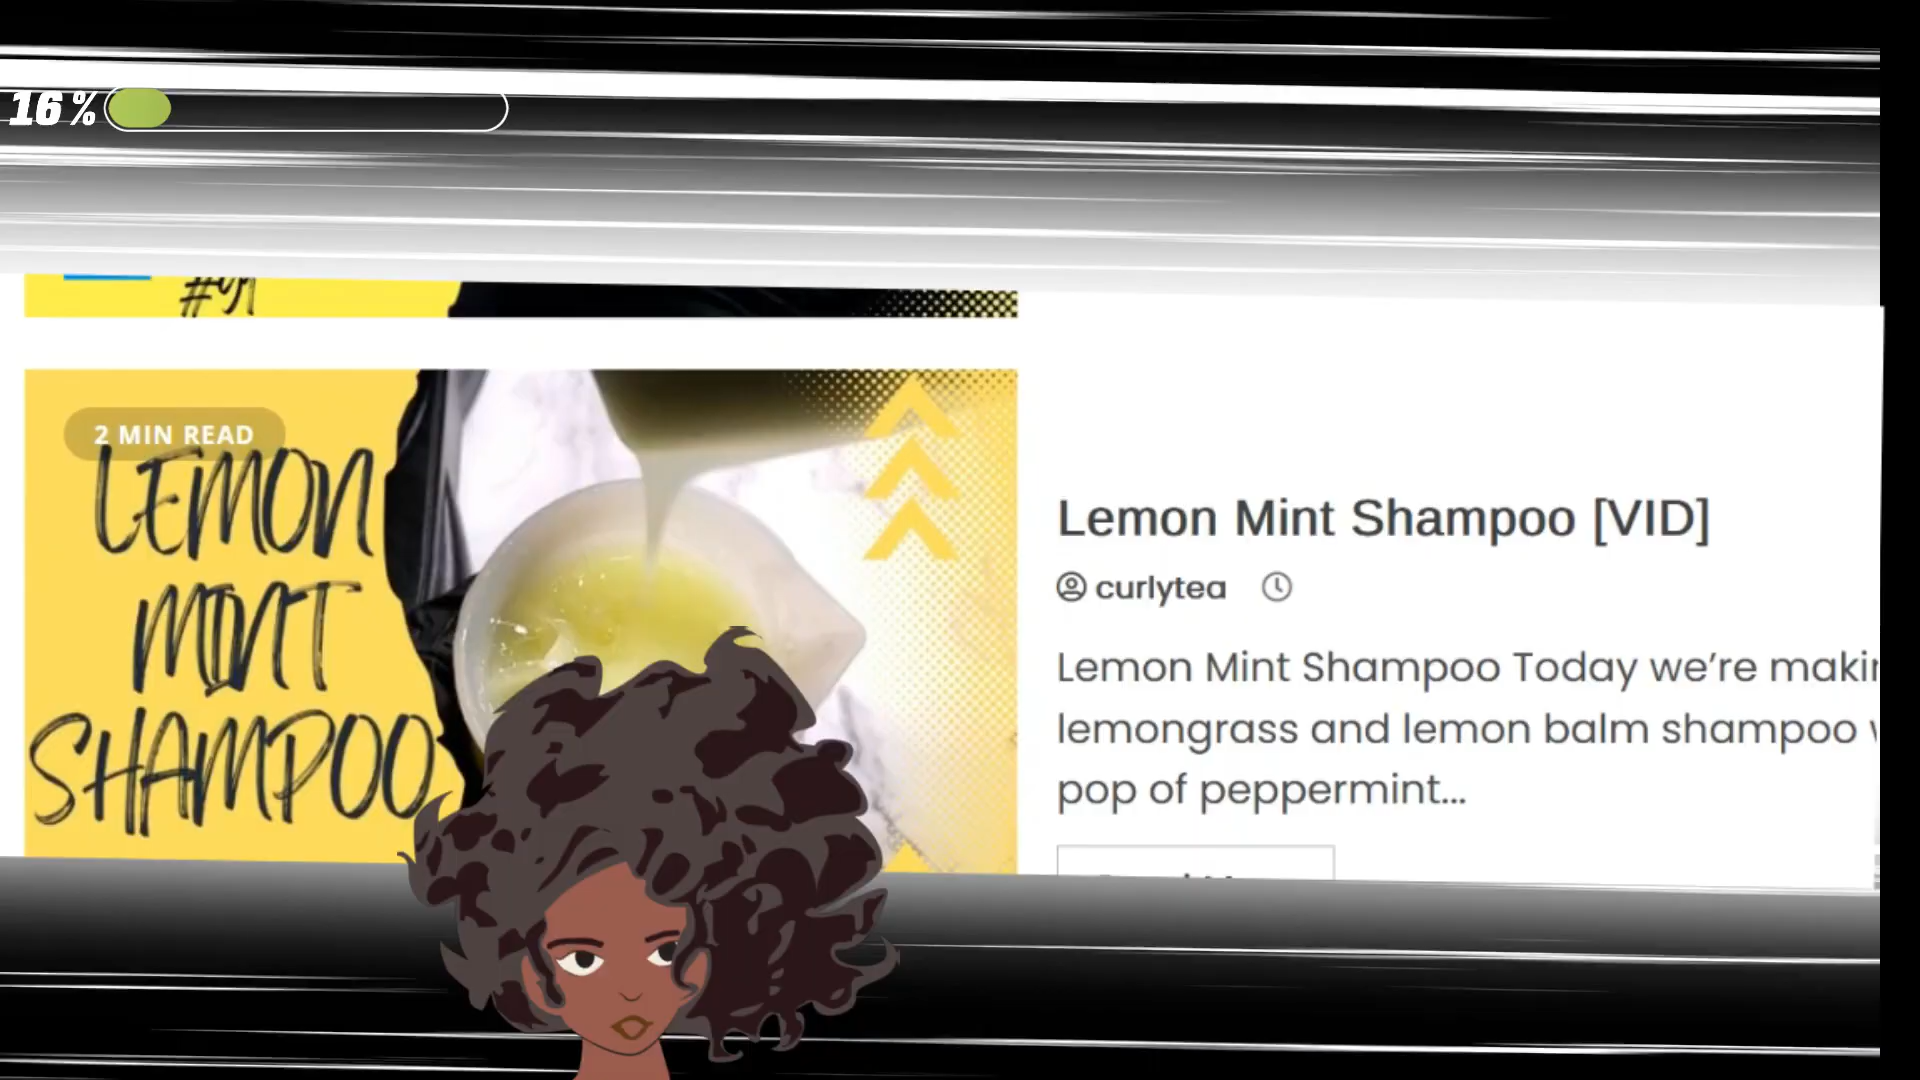 16%
2 MIN READ
LEMON
MINT
SHAMPOO
Lemon Mint Shampoo [VID]
curlytea
Lemon Mint Shampoo Today we're
lemongrass and lemon balm shampoo
pop of peppermint...